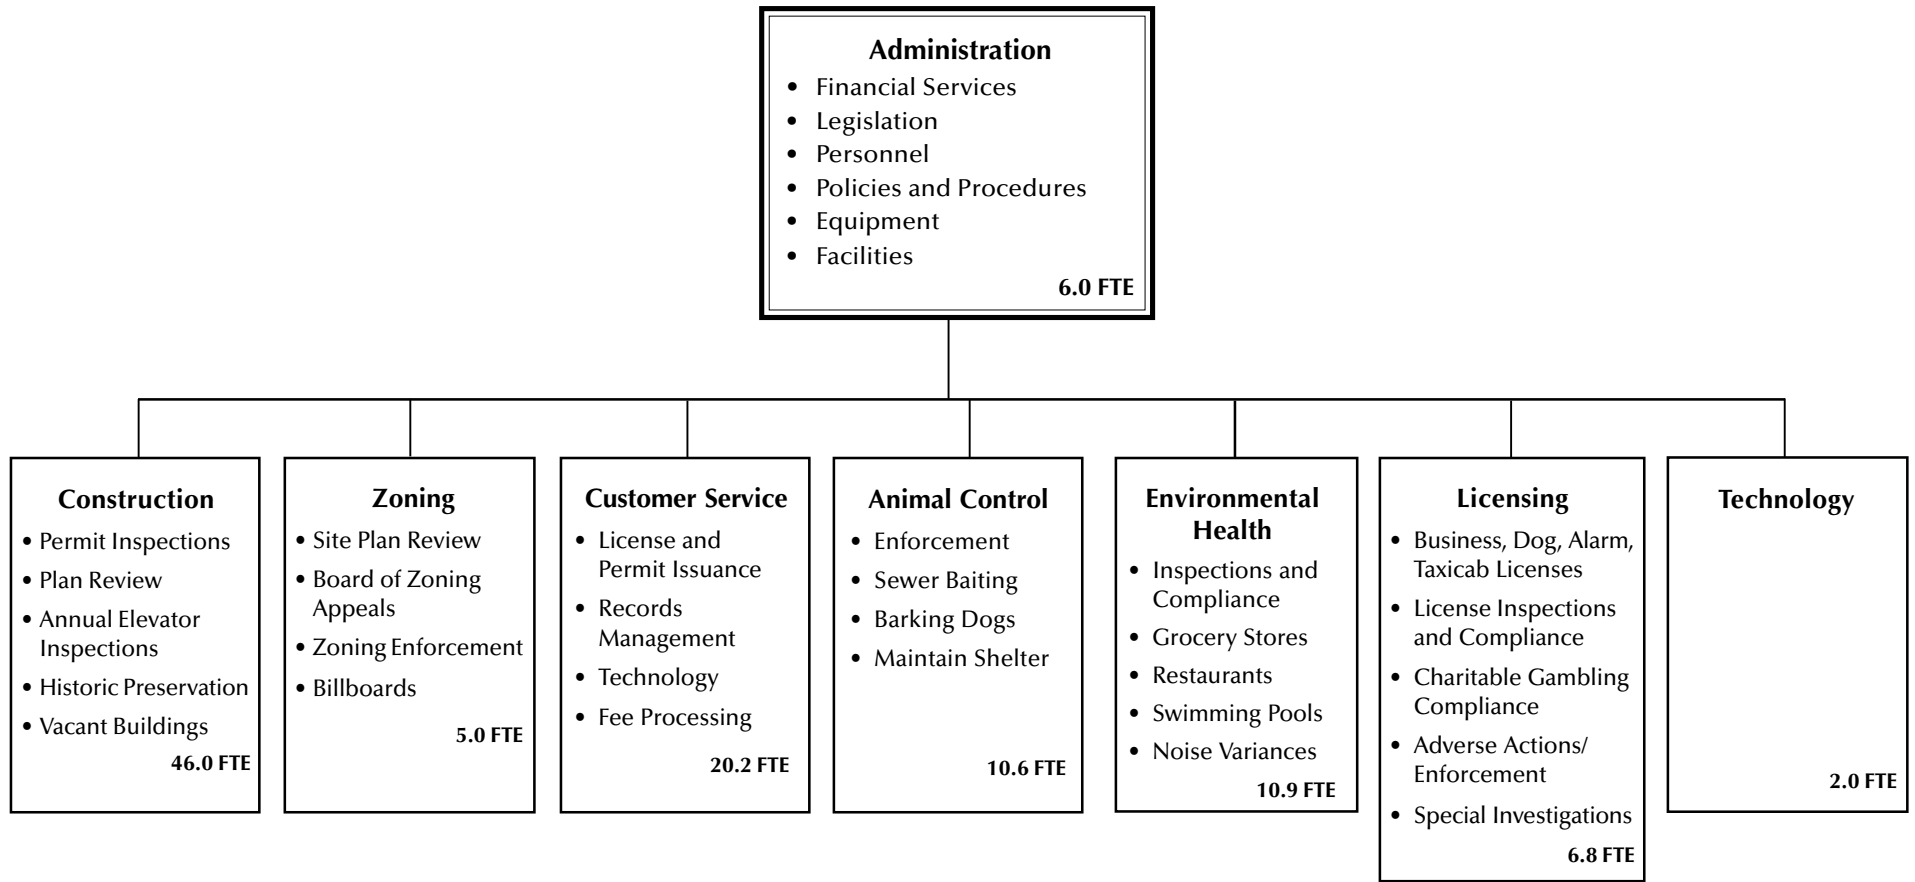 Administration
• Financial Services
• Legislation
• Personnel
• Policies and Procedures
• Equipment
• Facilities
6.0 FTE
Construction
• Permit Inspections
• Plan Review
• Annual Elevator
Inspections
• Historic Preservation
• Vacant Buildings
46.0 FTE
Zoning
• Site Plan Review
• Board of Zoning
Appeals
• Zoning Enforcement
• Billboards
5.0 FTE
Customer Service
• License and
Permit Issuance
• Records
Management
• Technology
• Fee Processing
20.2 FTE
Animal Control
• Enforcement
• Sewer Baiting
• Barking Dogs
• Maintain Shelter
10.6 FTE
Environmental
Health
• Inspections and
Compliance
• Grocery Stores
• Restaurants
• Swimming Pools
• Noise Variances
10.9 FTE
Licensing
• Business, Dog, Alarm,
Taxicab Licenses
• License Inspections
and Compliance
• Charitable Gambling
Compliance
• Adverse Actions/
Enforcement
• Special Investigations
6.8 FTE
Technology
2.0 FTE